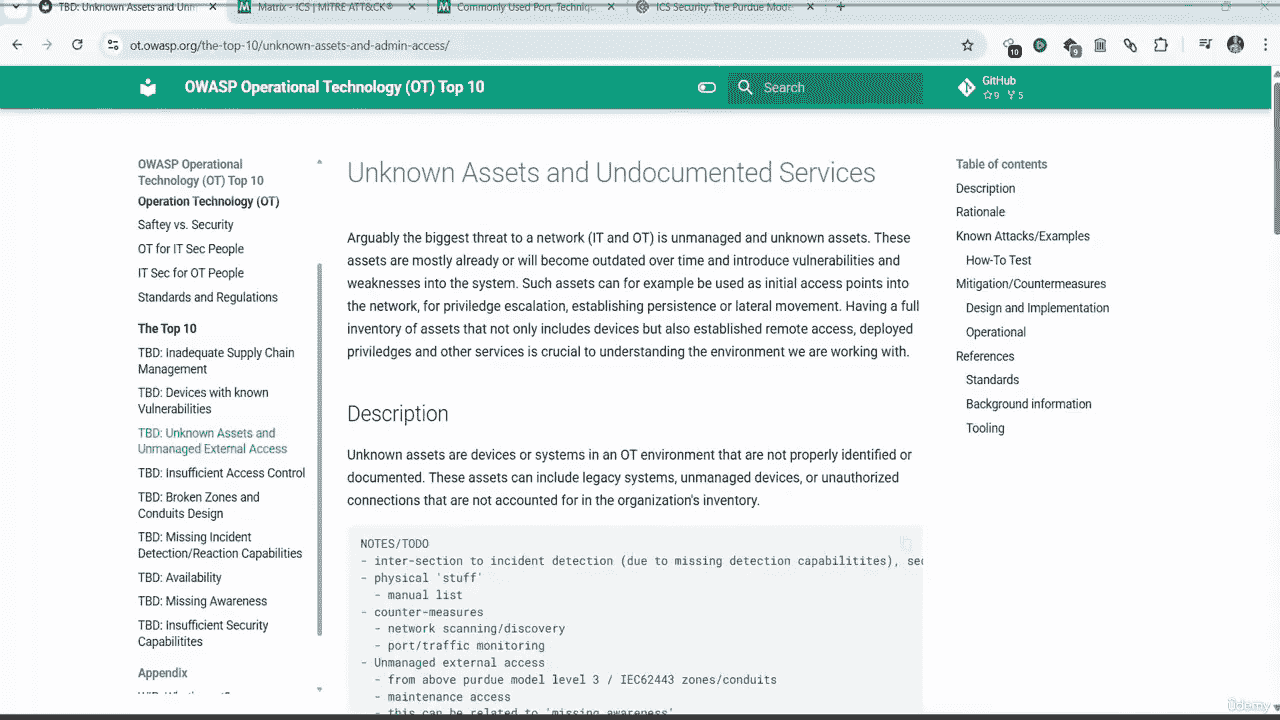 TBD: Unknown Assets and Unm
Matrix - ICS | MITRE ATT&CK®
Commonly Used Port, Techniqu
ICS Security: The Purdue Mode
ot.owasp.org/the-top-10/unknown-assets-and-admin-access/
10
9
OWASP Operational Technology (OT) Top 10
Search
GitHub
9 5
OWASP Operational
Technology (OT) Top 10
Operation Technology (OT)
Saftey vs. Security
OT for IT Sec People
IT Sec for OT People
Standards and Regulations
The Top 10
TBD: Inadequate Supply Chain
Management
TBD: Devices with known
Vulnerabilities
TBD: Unknown Assets and
Unmanaged External Access
TBD: Insufficient Access Control
TBD: Broken Zones and
Conduits Design
TBD: Missing Incident
Detection/Reaction Capabilities
TBD: Availability
TBD: Missing Awareness
TBD: Insufficient Security
Capabilitites
Appendix
Unknown Assets and Undocumented Services
Arguably the biggest threat to a network (IT and OT) is unmanaged and unknown assets. These
assets are mostly already or will become outdated over time and introduce vulnerabilities and
weaknesses into the system. Such assets can for example be used as initial access points into
the network, for priviledge escalation, establishing persistence or lateral movement. Having a full
inventory of assets that not only includes devices but also established remote access, deployed
priviledges and other services is crucial to understanding the environment we are working with.
Description
Unknown assets are devices or systems in an OT environment that are not properly identified or
documented. These assets can include legacy systems, unmanaged devices, or unauthorized
connections that are not accounted for in the organization's inventory.
NOTES/TODO
- inter-section to incident detection (due to missing detection capabilitites), sec
- physical 'stuff'
- manual list
- counter-measures
- network scanning/discovery
- port/traffic monitoring
- Unmanaged external access
- from above purdue model level 3 / IEC62443 zones/conduits
- maintenance access
- this can be related to 'missing awareness'
Table of contents
Description
Rationale
Known Attacks/Examples
How-To Test
Mitigation/Countermeasures
Design and Implementation
Operational
References
Standards
Background information
Tooling
Udemy